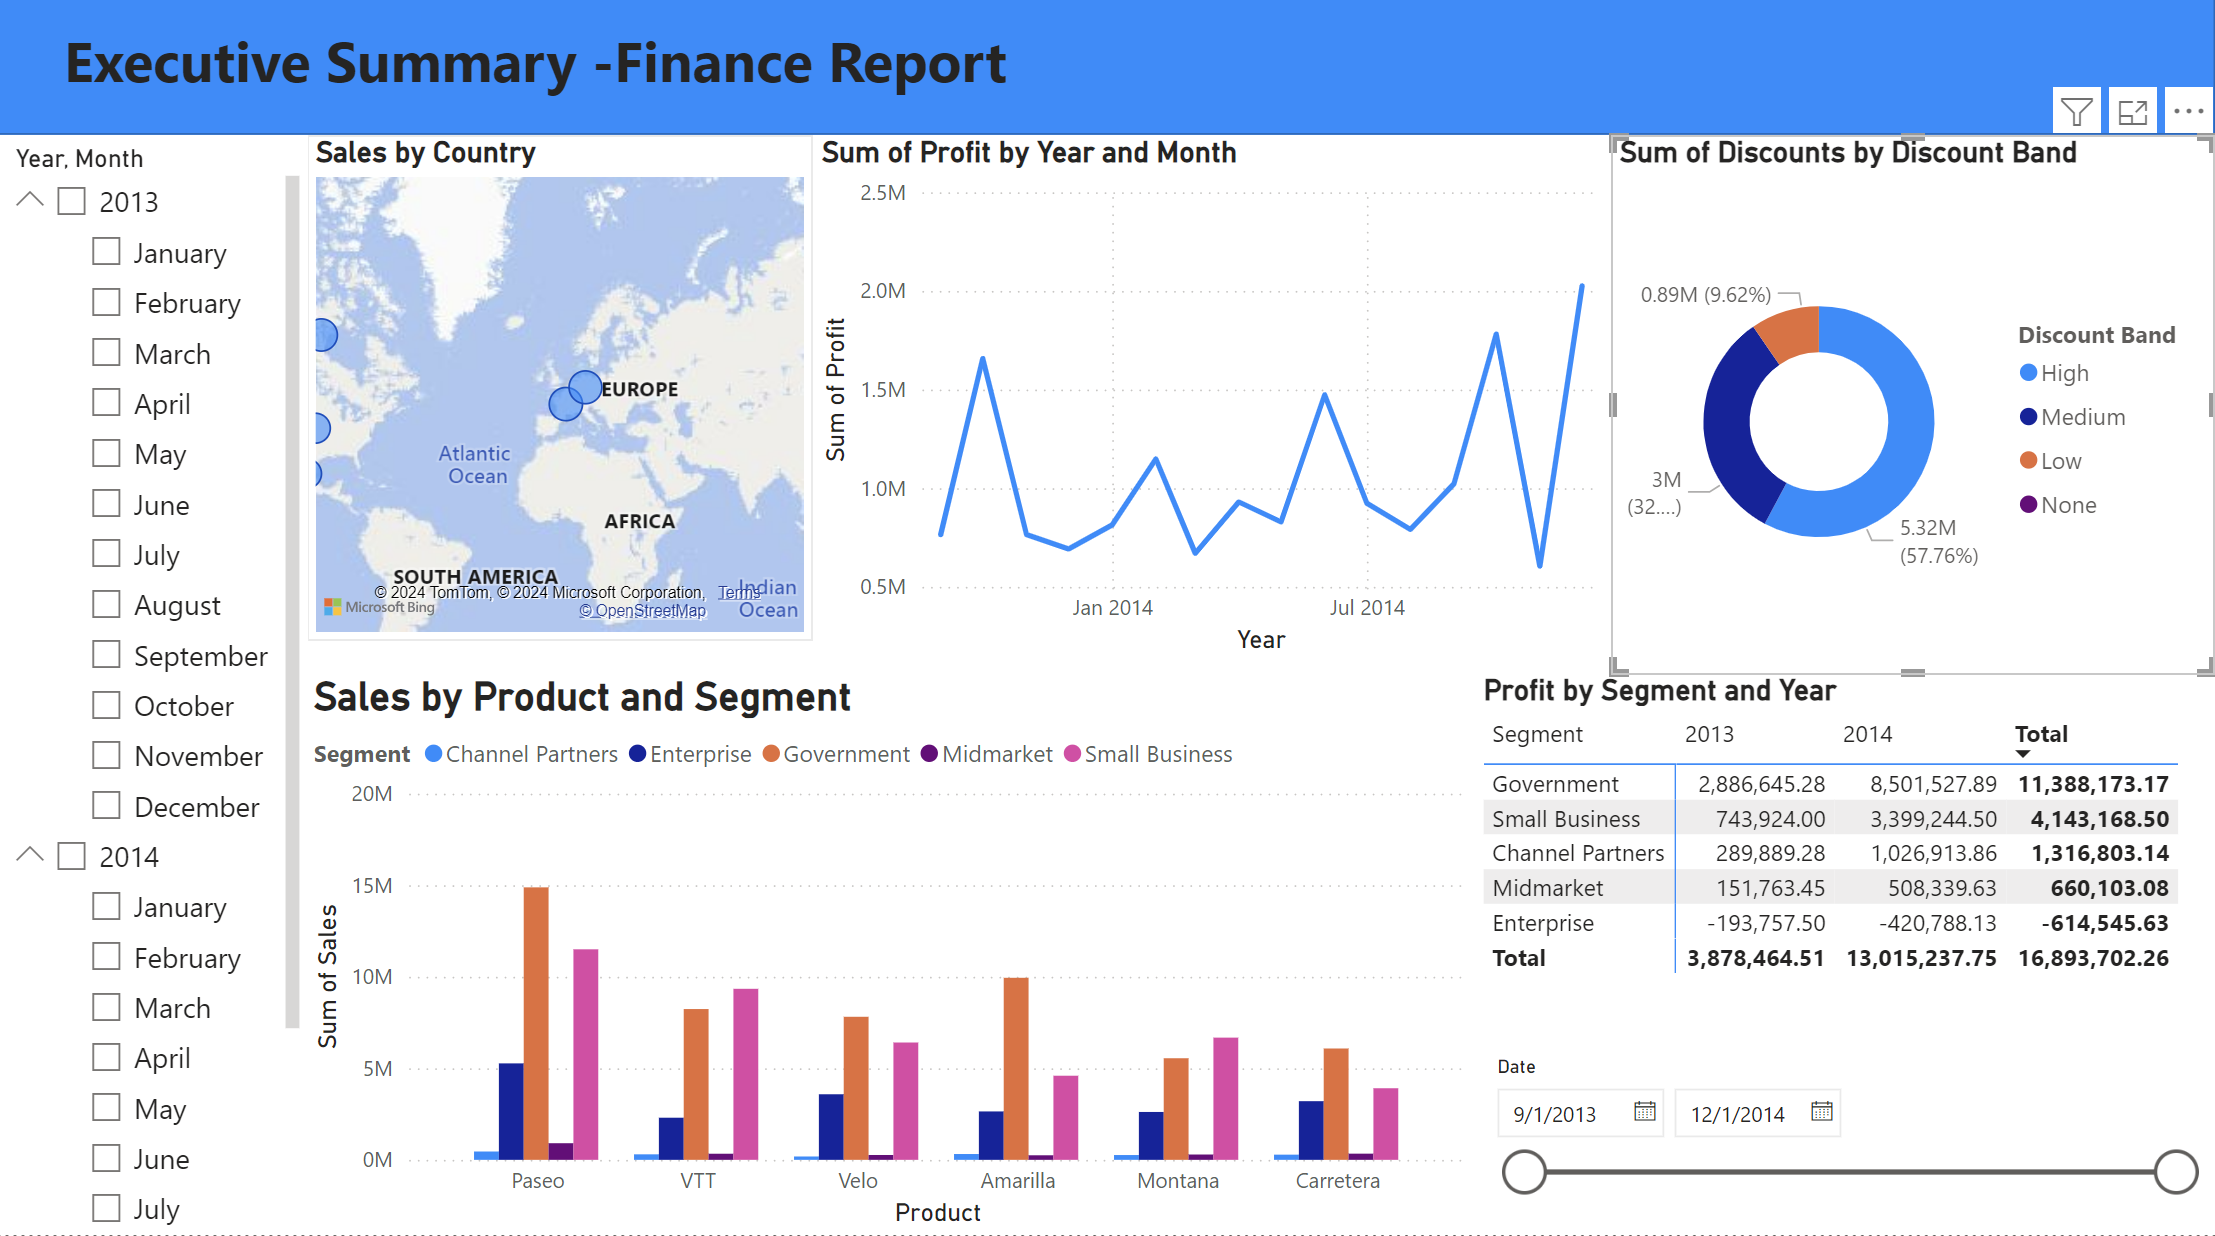 Executive Summary -Finance Report
Year, Month
2013
January
February
March
April
May
June
July
August
September
October
November
December
2014
January
February
March
April
May
June
July
Sales by Country
EUROPE
Atlantic
Ocean
AFRICA
SOUTH AMERICA
Indian
Ocean
© 2024 TomTom, © 2024 Microsoft Corporation, Terms
Microsoft Bing
© OpenStreetMap
Sum of Profit by Year and Month
Sum of Profit
2.5M
2.0M
1.5M
1.0M
0.5M
Jan 2014 Jul 2014
Year
Sum of Discounts by Discount Band
0.89M (9.62%)
3M
(32....)
5.32M
(57.76%)
Discount Band
High
Medium
Low
None
Sales by Product and Segment
Segment Channel Partners Enterprise Government Midmarket Small Business
Sum of Sales
20M
15M
10M
5M
0M
Paseo VTT Velo Amarilla Montana Carretera
Product
Profit by Segment and Year
Segment 2013 2014 Total
Government 2,886,645.28 8,501,527.89 11,388,173.17
Small Business 743,924.00 3,399,244.50 4,143,168.50
Channel Partners 289,889.28 1,026,913.86 1,316,803.14
Midmarket 151,763.45 508,339.63 660,103.08
Enterprise -193,757.50 -420,788.13 -614,545.63
Total 3,878,464.51 13,015,237.75 16,893,702.26
Date
9/1/2013 12/1/2014